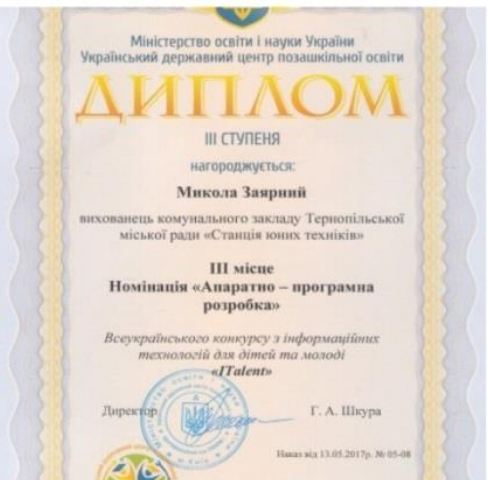 Міністерство освіти і науки України
Український державний центр позашкільної освіти
ДИПЛОМ
III СТУПЕНЯ
нагороджується:
Микола Заярний
вихованець комунального закладу Тернопільської
міської ради «Станція юних техніків»
III місце
Номінація «Апаратно – програмна
розробка»
Всеукраїнського конкурсу з інформаційних
технологій для дітей та молоді
«ITalent»
Директор Г. А. Шкура
Наказ від 13.05.2017р. № 05-08